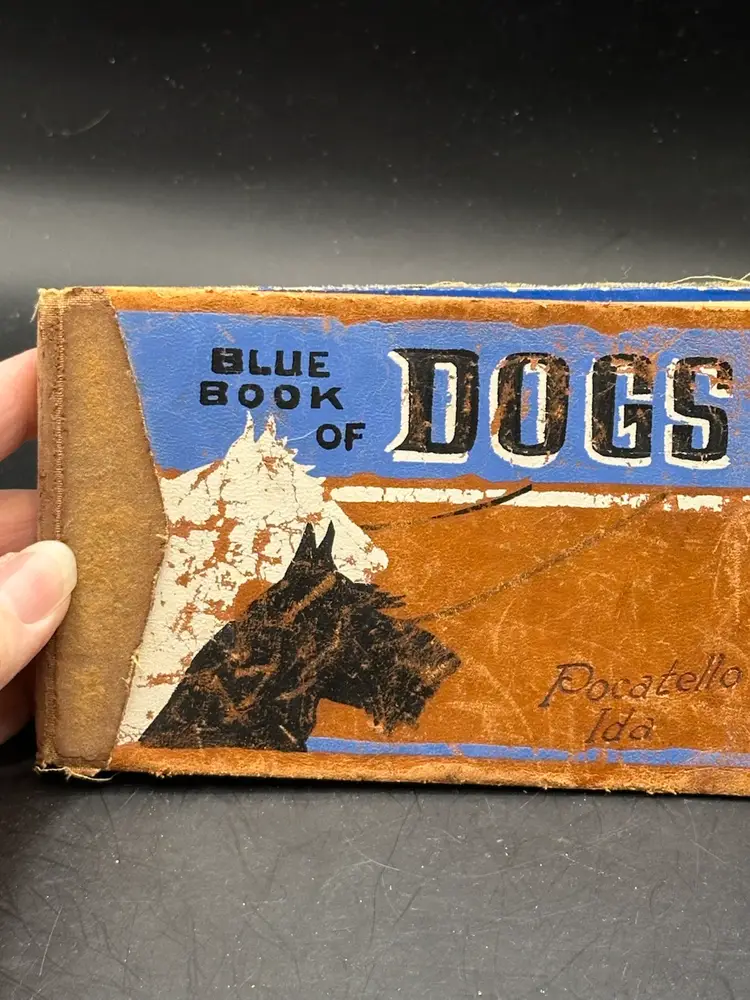 BLUE
BOOK
OF
DOGS
Pocatello
Ida